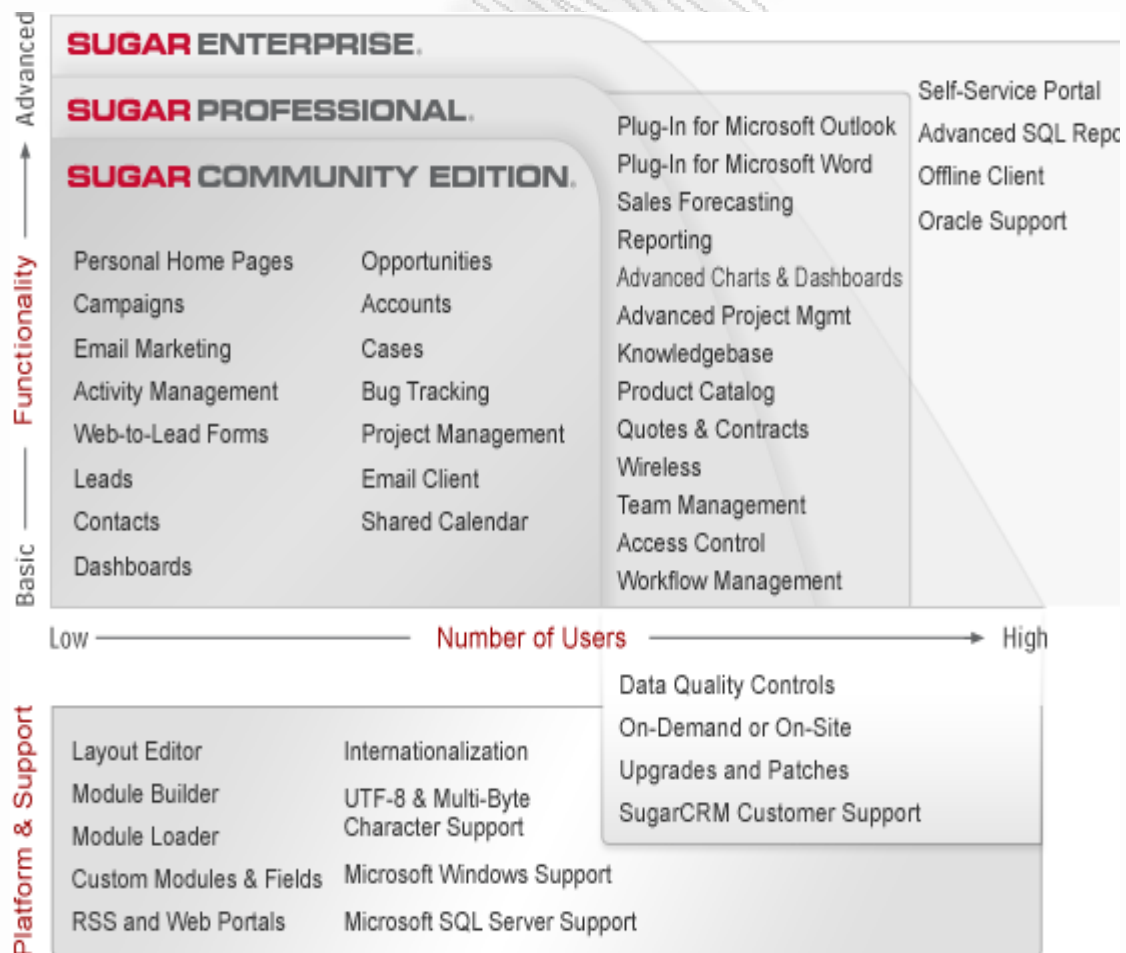 Advanced
Functionality
Basic
SUGAR ENTERPRISE.
SUGAR PROFESSIONAL.
SUGAR COMMUNITY EDITION.
Personal Home Pages
Campaigns
Email Marketing
Activity Management
Web-to-Lead Forms
Leads
Contacts
Dashboards
Opportunities
Accounts
Cases
Bug Tracking
Project Management
Email Client
Shared Calendar
Plug-In for Microsoft Outlook
Plug-In for Microsoft Word
Sales Forecasting
Reporting
Advanced Charts & Dashboards
Advanced Project Mgmt
Knowledgebase
Product Catalog
Quotes & Contracts
Wireless
Team Management
Access Control
Workflow Management
Self-Service Portal
Advanced SQL Repo
Offline Client
Oracle Support
Low
Number of Users
High
Platform & Support
Layout Editor
Module Builder
Module Loader
Custom Modules & Fields
RSS and Web Portals
Internationalization
UTF-8 & Multi-Byte
Character Support
Microsoft Windows Support
Microsoft SQL Server Support
Data Quality Controls
On-Demand or On-Site
Upgrades and Patches
SugarCRM Customer Support